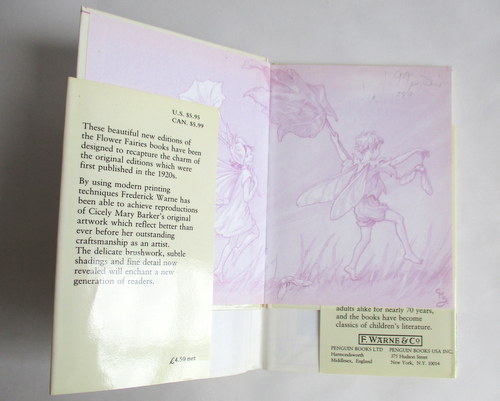 U.S. $5.95
CAN. $5.99
These beautiful new editions of
the Flower Fairies books have been
designed to recapture the charm of
the original editions which were
first published in the 1920s.
By using modern printing
techniques Frederick Warne has
been able to achieve reproductions
of Cicely Mary Barker's original
artwork which reflect better than
ever before her outstanding
craftsmanship as an artist.
The delicate brushwork, subtle
shadings and fine detail now
revealed will enchant a new
generation of readers.
£4.50 net
adults alike for nearly 70 years,
and the books have become
classics of children's literature.
F. WARNE & Co
PENGUIN BOOKS LTD
Harmondsworth
Middlesex, England
PENGUIN BOOKS USA INC.
375 Hudson Street
New York, N.Y. 10014